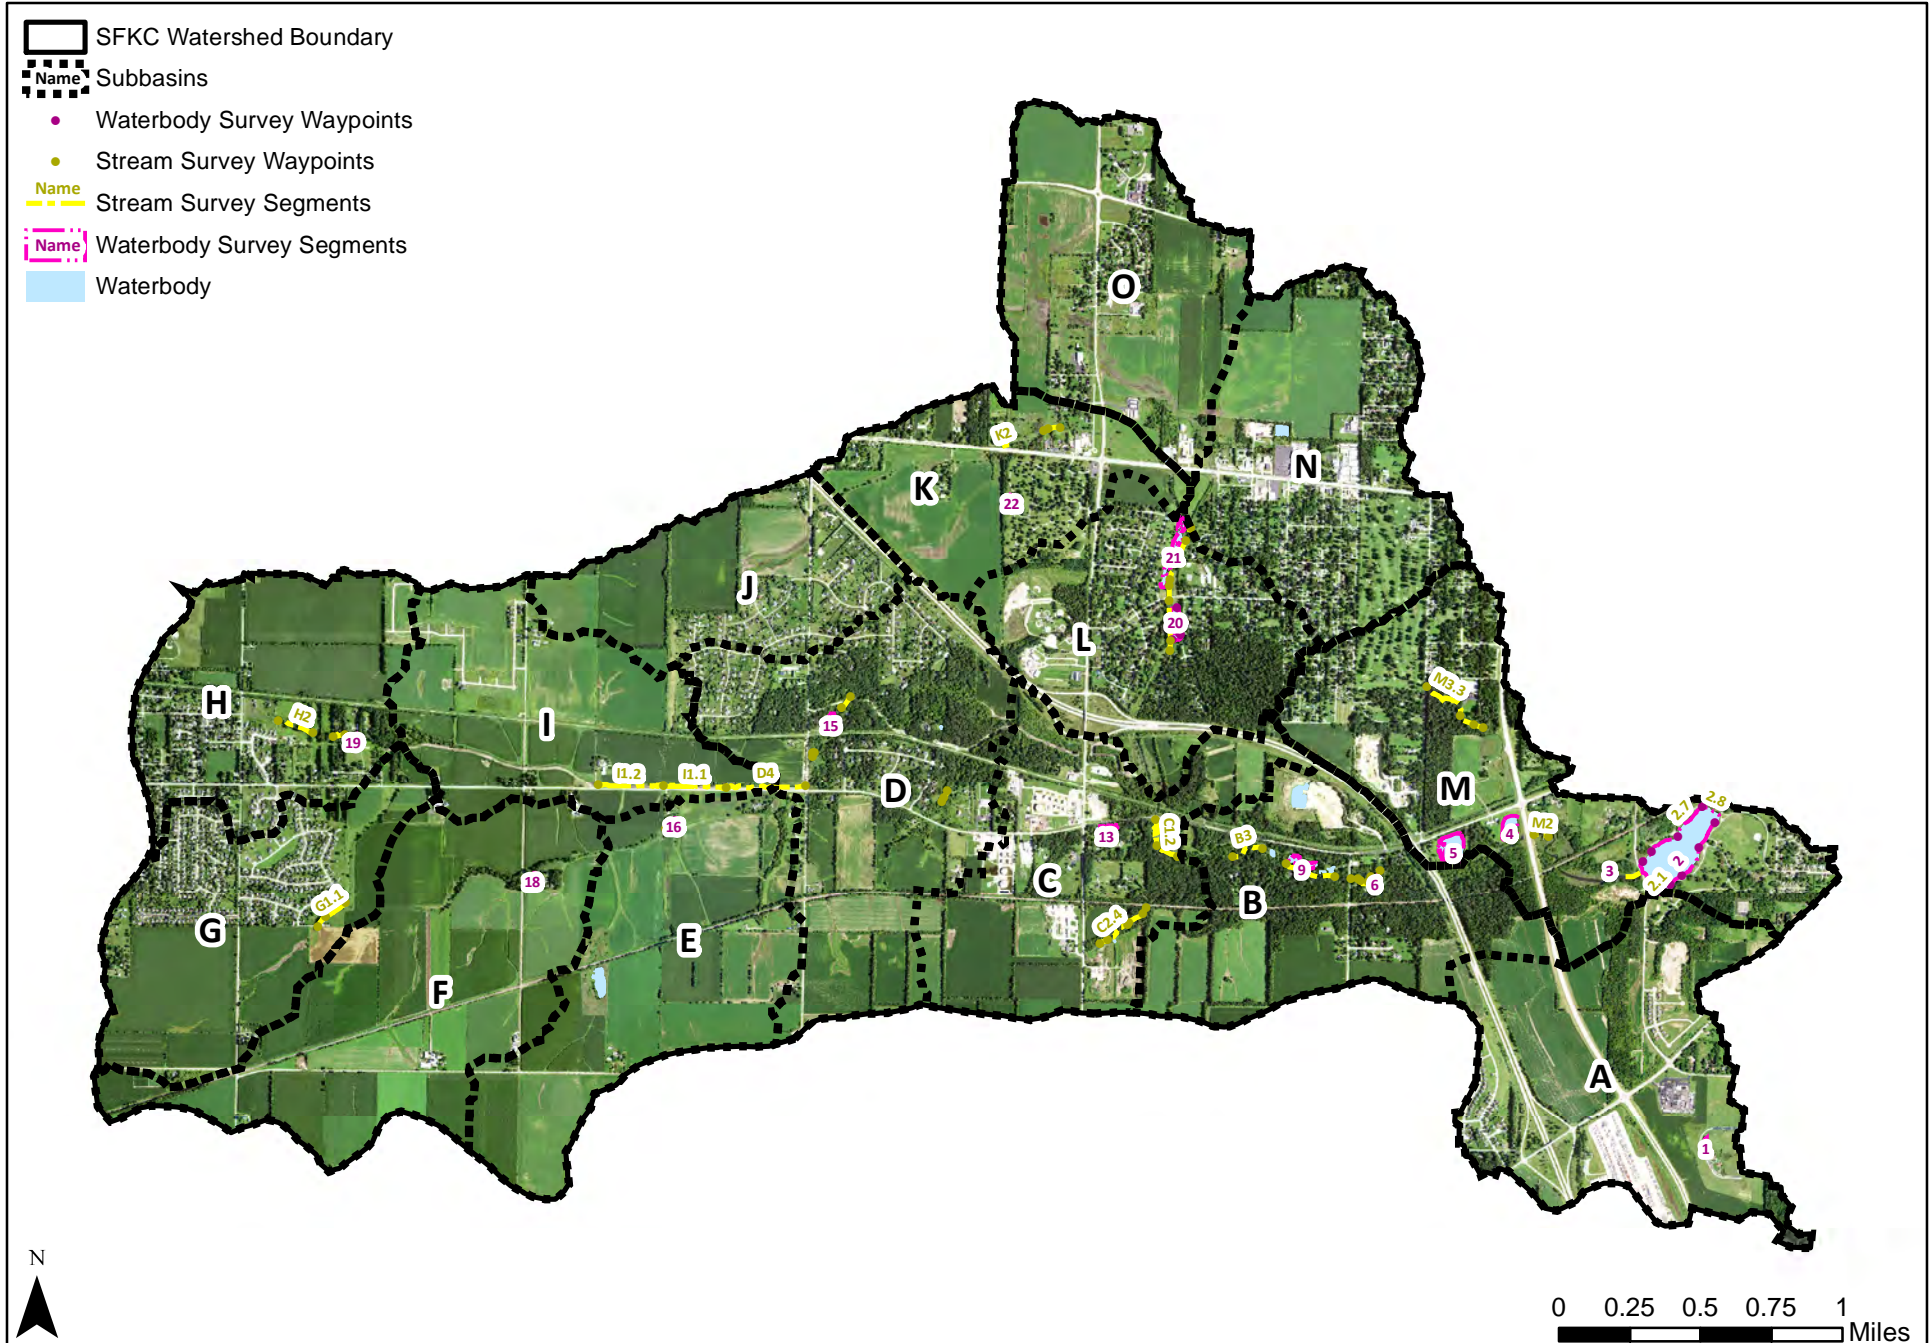 SFKC Watershed Boundary
Name Subbasins
Waterbody Survey Waypoints
Stream Survey Waypoints
Name
Stream Survey Segments
Name Waterbody Survey Segments
Waterbody
O
K2
N
K
22
21
J
20
L
M3.3
H
H2
19
I
15
I1.2
I1.1
D4
D
M
2.7
2.8
16
13
C1.2
B3
4
M2
5
3
2
2.1
18
9
6
C
G1.1
B
G
C2.4
E
F
A
1
N
0 0.25 0.5 0.75 1
Miles